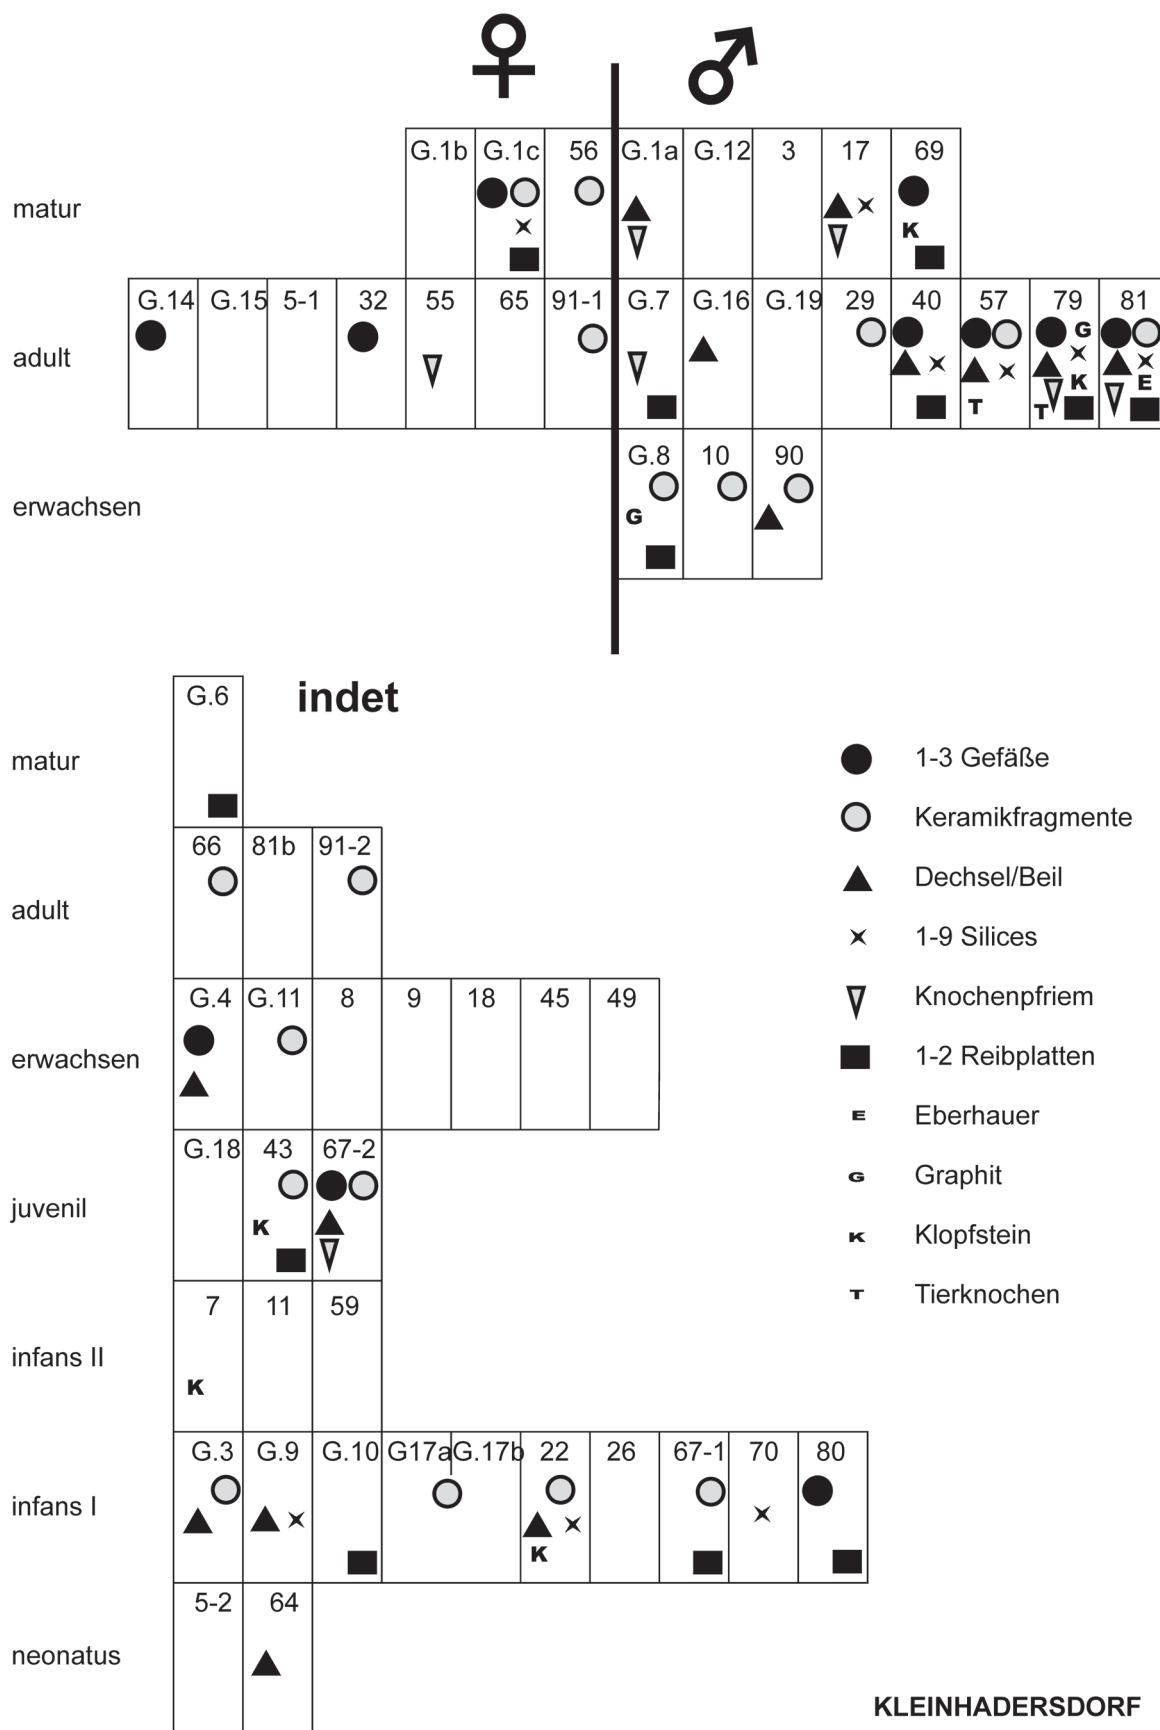 ♀ ♂
G.1b G.1c 56 G.1a G.12 3 17 69
matur
K
G.14 G.15 5-1 32 55 65 91-1 G.7 G.16 G.19 29 40 57 79 81
G
adult
K E
T T
G.8 10 90
erwachsen
G
G.6 indet
matur
66 81b 91-2
adult
G.4 G.11 8 9 18 45 49
erwachsen
G.18 43 67-2
juvenil
K
7 11 59
infans II
K
G.3 G.9 G.10 G17a G.17b 22 26 67-1 70 80
infans I
K
5-2 64
neonatus
1-3 Gefäße
Keramikfragmente
Dechsel/Beil
1-9 Silices
Knochenpfriem
1-2 Reibplatten
E Eberhauer
G Graphit
K Klopfstein
T Tierknochen
KLEINHADERSDORF